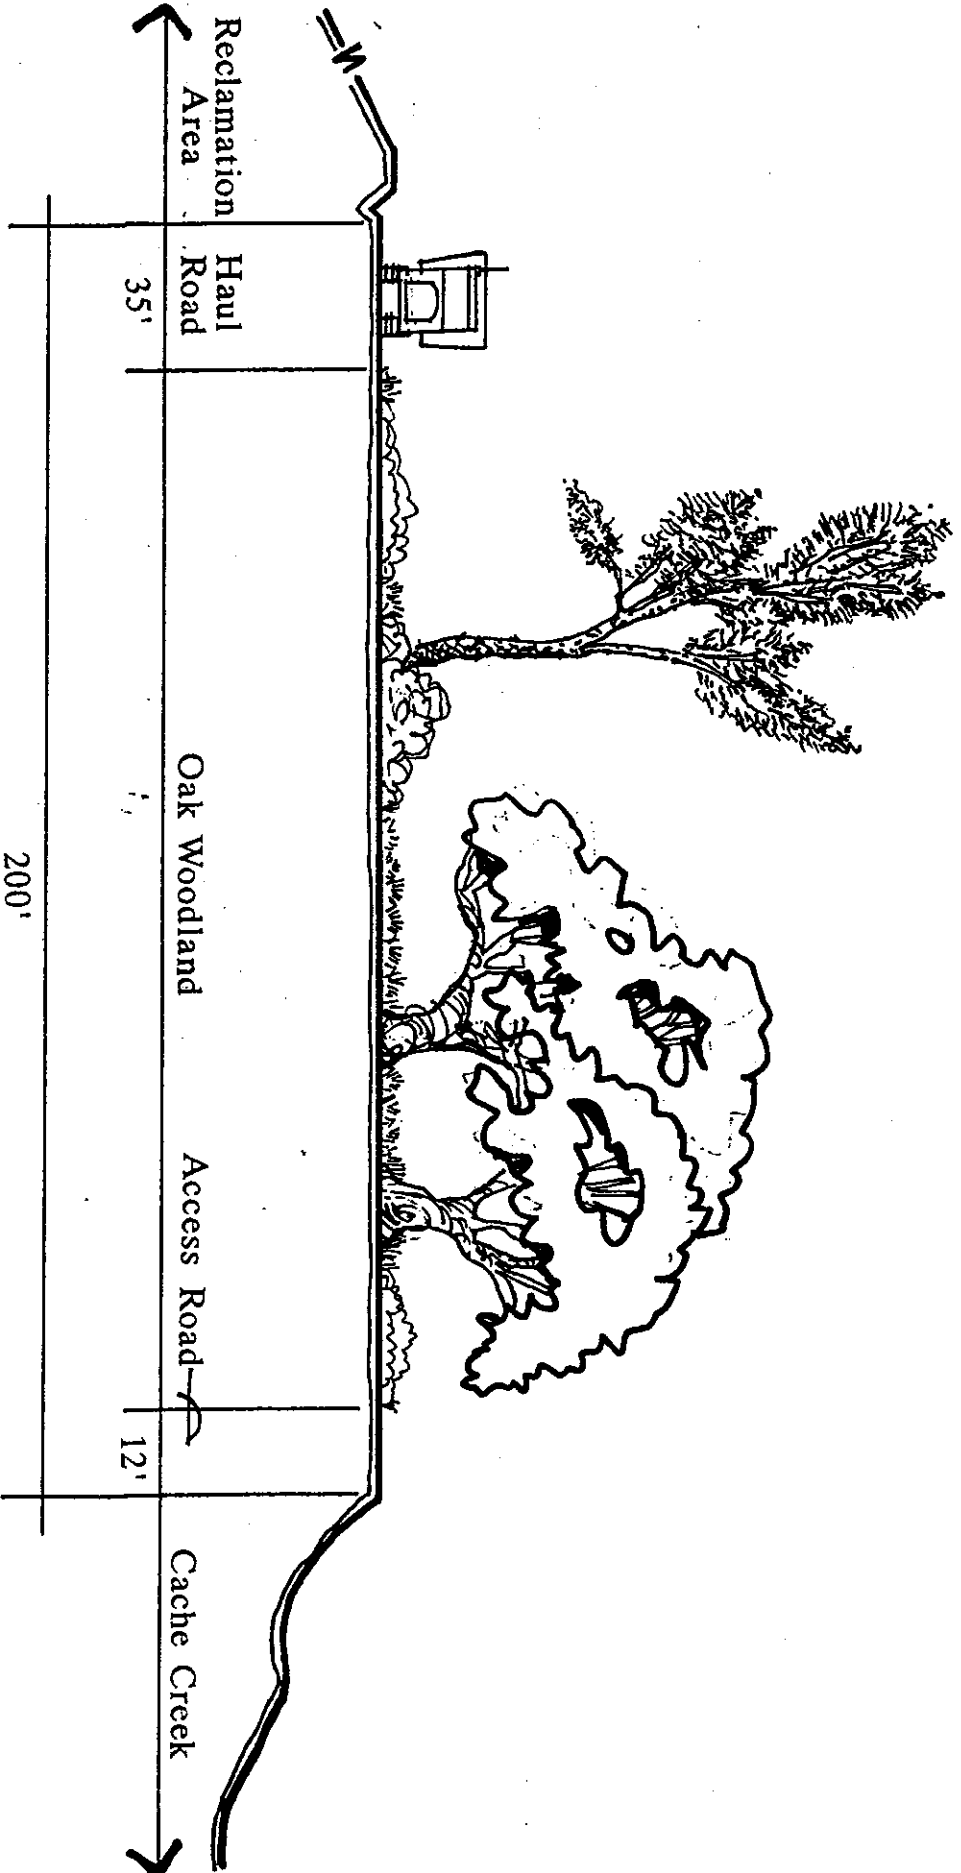 Reclamation
Area
Haul
Road
35'
Oak Woodland
Access Road
12'
Cache Creek
200'